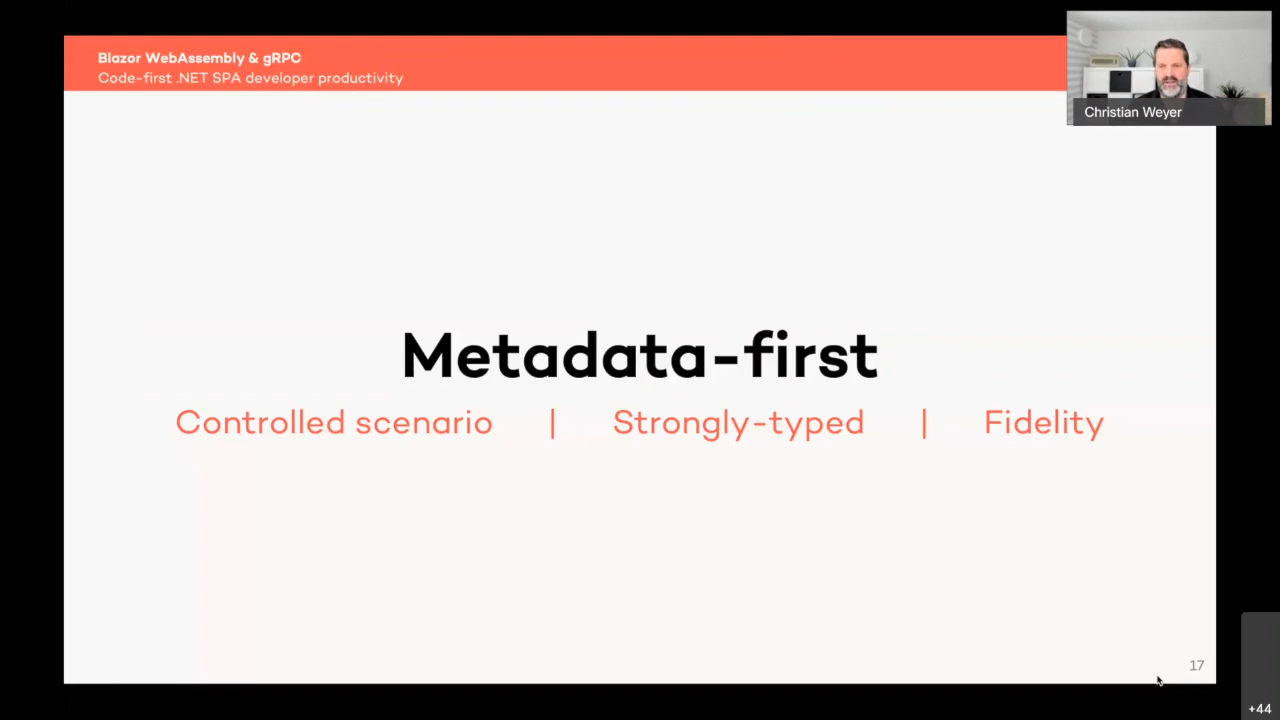 Blazor WebAssembly & gRPC
Code-first .NET SPA developer productivity
Christian Weyer
Metadata-first
Controlled scenario | Strongly-typed | Fidelity
17
+44